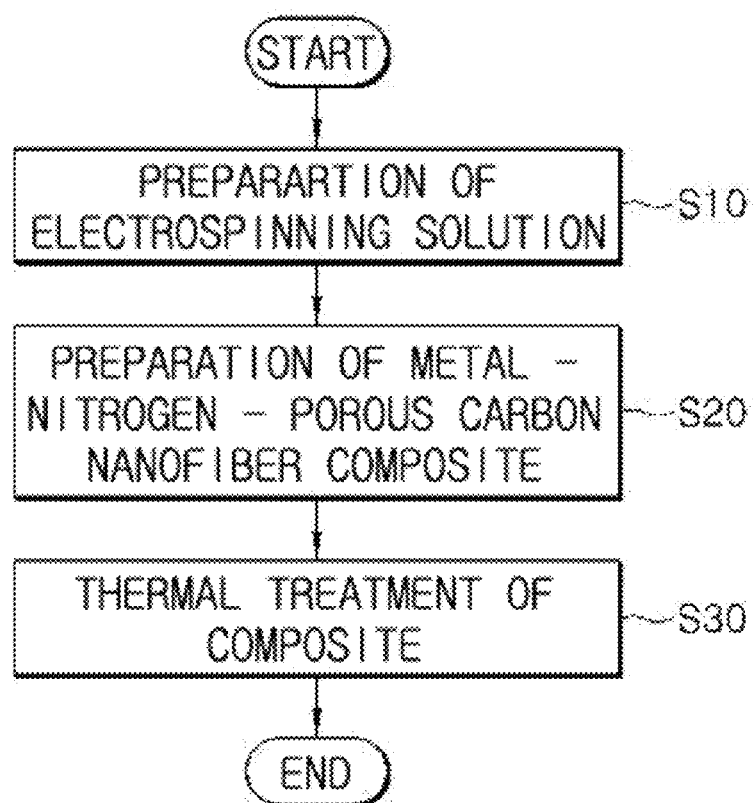 START
PREPARARTION OF
ELECTROSPINNING SOLUTION
S10
PREPARATION OF METAL -
NITROGEN - POROUS CARBON
NANOFIBER COMPOSITE
S20
THERMAL TREATMENT OF
COMPOSITE
S30
END